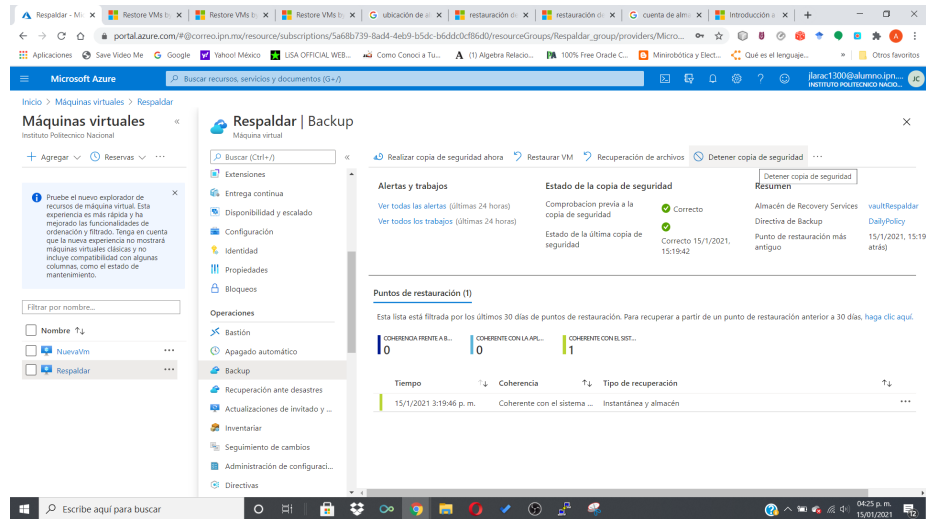 Respaldar - Mi
Restore VMs by
Restore VMs by
Restore VMs by
ubicación de al
restauración de
restauración de
cuenta de alma
Introducción a
portal.azure.com/#@correo.ipn.mx/resource/subscriptions/5a68b739-8ad4-4eb9-b5dc-b6ddc0cf86d0/resourceGroups/Respaldar_group/providers/Micro...
Aplicaciones
Save Video Me
Google
Yahoo! México
LiSA OFFICIAL WEB...
Como Conocí a Tu...
(1) Algebra Relacio...
100% Free Oracle C...
Minirobótica y Elect...
Qué es el lenguaje...
»
Otros favoritos
Microsoft Azure
Buscar recursos, servicios y documentos (G+/)
jlarac1300@alumno.ipn....
INSTITUTO POLITECNICO NACIO...
JC
Inicio > Máquinas virtuales > Respaldar
Máquinas virtuales
«
Instituto Politecnico Nacional
+ Agregar
Reservas
...
Pruebe el nuevo explorador de
recursos de máquina virtual. Esta
experiencia es más rápida y ha
mejorado las funcionalidades de
ordenación y filtrado. Tenga en cuenta
que la nueva experiencia no mostrará
máquinas virtuales clásicas y no
incluye compatibilidad con algunas
columnas, como el estado de
mantenimiento.
Filtrar por nombre...
Nombre ↑↓
NuevaVm ...
Respaldar ...
Respaldar | Backup
Máquina virtual
Buscar (Ctrl+/)
«
Extensiones
Entrega continua
Disponibilidad y escalado
Configuración
Identidad
Propiedades
Bloqueos
Operaciones
Bastión
Apagado automático
Backup
Recuperación ante desastres
Actualizaciones de invitado y ...
Inventariar
Seguimiento de cambios
Administración de configuraci...
Directivas
Realizar copia de seguridad ahora
Restaurar VM
Recuperación de archivos
Detener copia de seguridad
...
Detener copia de seguridad
Alertas y trabajos
Ver todas las alertas (últimas 24 horas)
Ver todos los trabajos (últimas 24 horas)
Estado de la copia de seguridad
Comprobacion previa a la
copia de seguridad
Correcto
Estado de la última copia de
seguridad
Correcto 15/1/2021,
15:19:42
Resumen
Almacén de Recovery Services
vaultRespaldar
Directiva de Backup
DailyPolicy
Punto de restauración más
antiguo
15/1/2021, 15:19
atrás)
Puntos de restauración (1)
Esta lista está filtrada por los últimos 30 días de puntos de restauración. Para recuperar a partir de un punto de restauración anterior a 30 días, haga clic aquí.
COHERENCIA FRENTE A B...
0
COHERENTE CON LA APL...
0
COHERENTE CON EL SIST...
1
Tiempo ↑↓
Coherencia ↑↓
Tipo de recuperación ↑↓
15/1/2021 3:19:46 p. m.
Coherente con el sistema ...
Instantánea y almacén
...
Escribe aquí para buscar
04:25 p. m.
15/01/2021
12